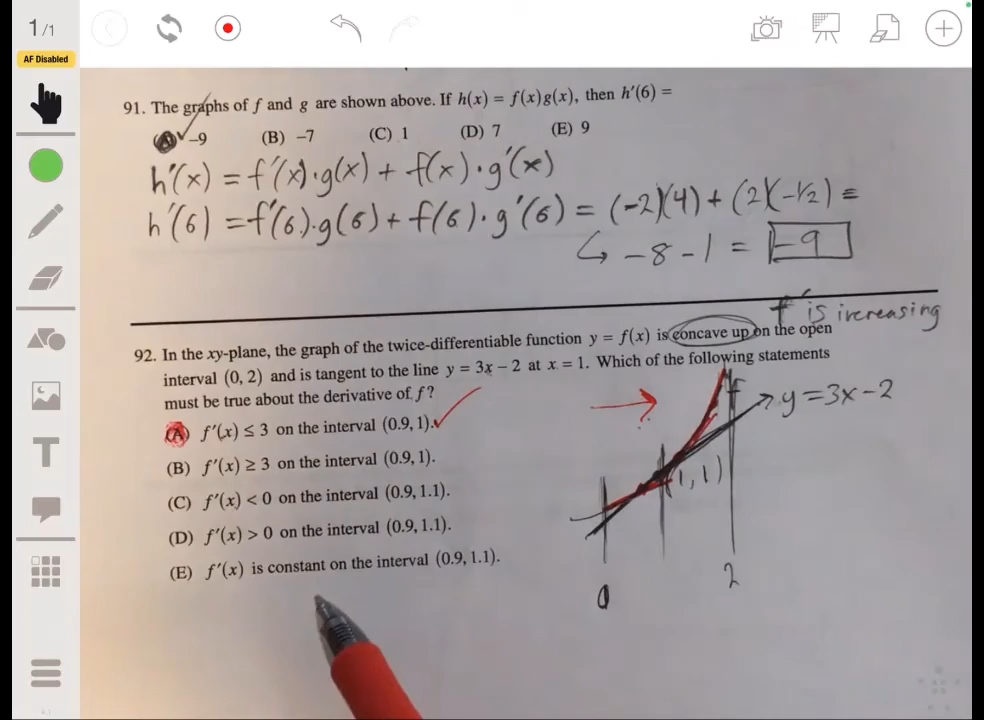 1/1
AF Disabled
91. The graphs of f and g are shown above. If h(x) = f(x)g(x), then h′(6) =
(A) −9 (B) −7 (C) 1 (D) 7 (E) 9
h′(x) = f′(x)·g(x) + f(x)·g′(x)
h′(6) = f′(6)·g(6) + f(6)·g′(6) = (−2)(4) + (2)(−1/2) =
↳ −8 − 1 = −9
f′ is increasing
92. In the xy-plane, the graph of the twice-differentiable function y = f(x) is concave up on the open
interval (0, 2) and is tangent to the line y = 3x − 2 at x = 1. Which of the following statements
must be true about the derivative of f?
(A) f′(x) ≤ 3 on the interval (0.9, 1).
(B) f′(x) ≥ 3 on the interval (0.9, 1).
(C) f′(x) < 0 on the interval (0.9, 1.1).
(D) f′(x) > 0 on the interval (0.9, 1.1).
(E) f′(x) is constant on the interval (0.9, 1.1).
f
y = 3x − 2
(1, 1)
0
2
T